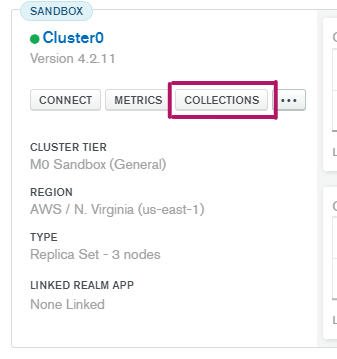 SANDBOX
Cluster0
Version 4.2.11
CONNECT METRICS COLLECTIONS ...
CLUSTER TIER
M0 Sandbox (General)
REGION
AWS / N. Virginia (us-east-1)
TYPE
Replica Set - 3 nodes
LINKED REALM APP
None Linked